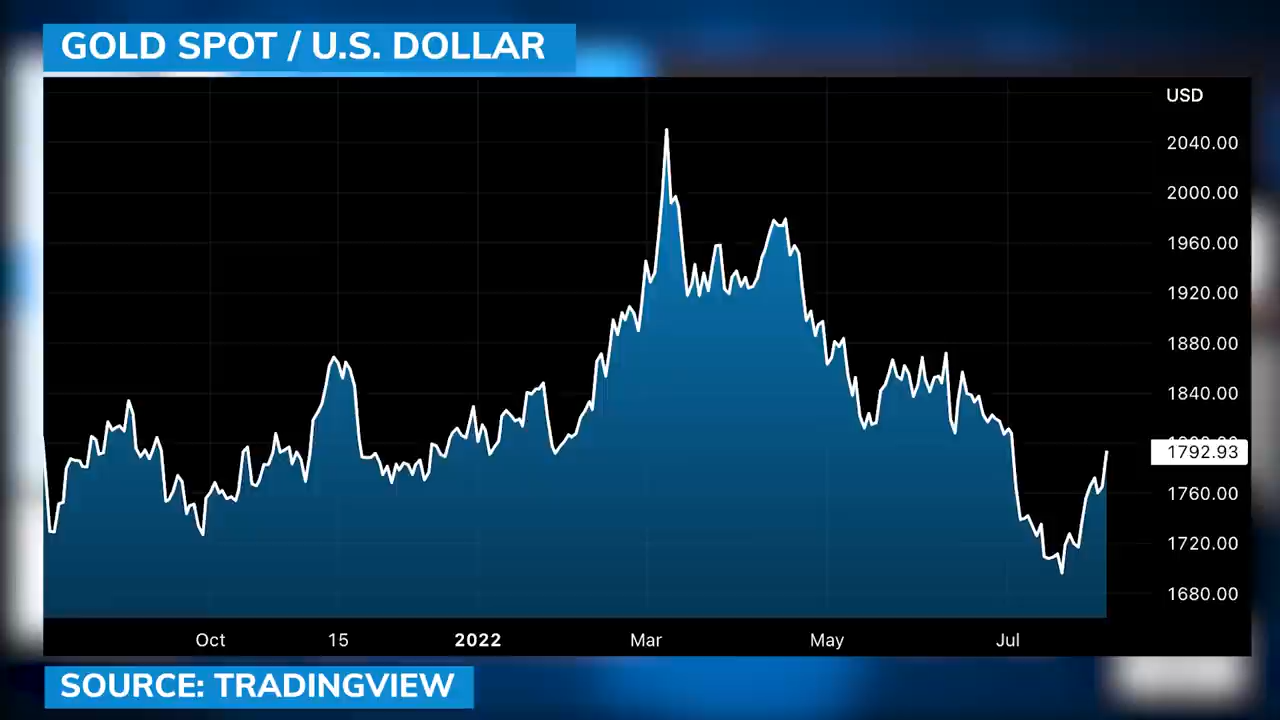 GOLD SPOT / U.S. DOLLAR
USD
2040.00
2000.00
1960.00
1920.00
1880.00
1840.00
1792.93
1760.00
1720.00
1680.00
Oct 15 2022 Mar May Jul
SOURCE: TRADINGVIEW